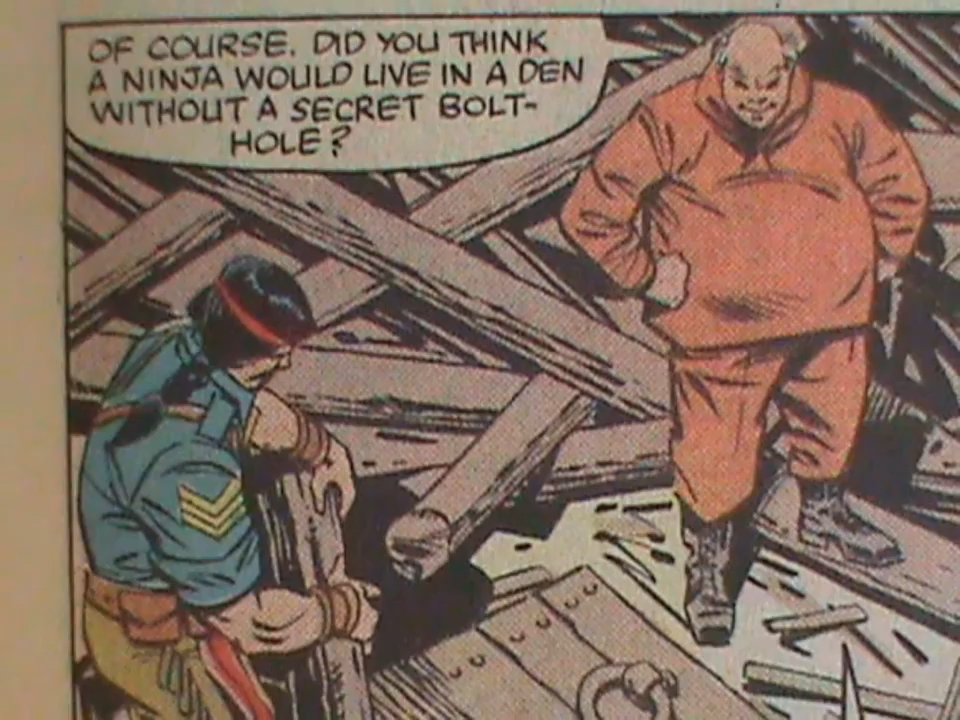 OF COURSE. DID YOU THINK
A NINJA WOULD LIVE IN A DEN
WITHOUT A SECRET BOLT-
HOLE?